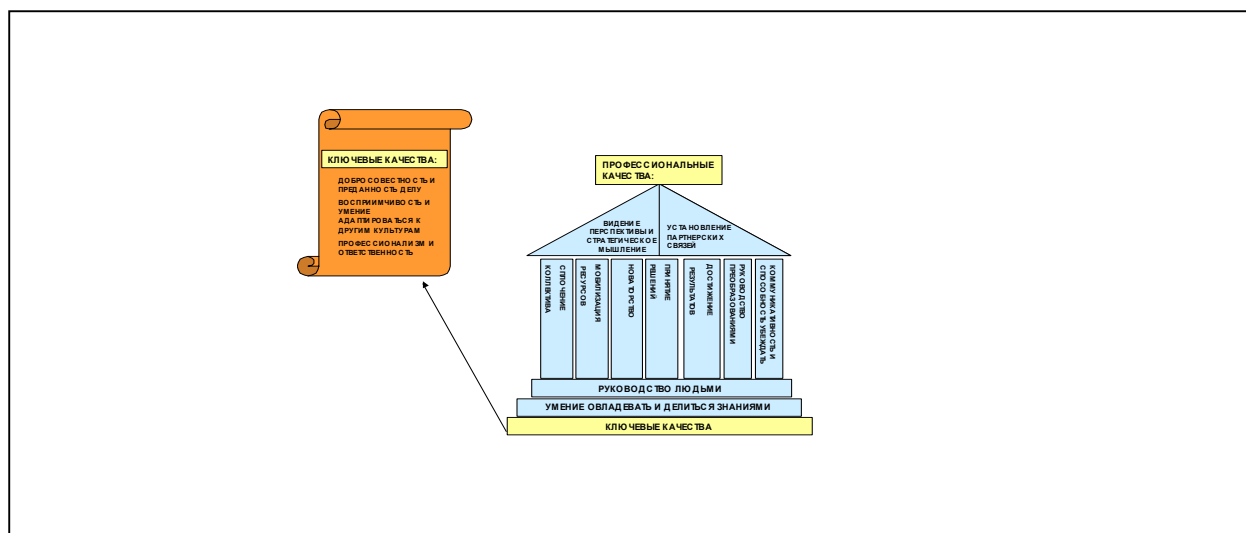 КЛЮЧЕВЫЕ КАЧЕСТВА:
ДОБРОСОВЕСТНОСТЬ И
ПРЕДАННОСТЬ ДЕЛУ
ВОСПРИИМЧИВОСТЬ И
УМЕНИЕ
АДАПТИРОВАТЬСЯ К
ДРУГИМ КУЛЬТУРАМ
ПРОФЕССИОНАЛИЗМ И
ОТВЕТСТВЕННОСТЬ
ПРОФЕССИОНАЛЬНЫЕ
КАЧЕСТВА:
ВИДЕНИЕ
ПЕРСПЕКТИВЫ И
СТРАТЕГИЧЕСКОЕ
МЫШЛЕНИЕ
УСТАНОВЛЕНИЕ
ПАРТНЕРСКИХ
СВЯЗЕЙ
СПЛОЧЕНИЕ
КОЛЛЕКТИВА
МОБИЛИЗАЦИЯ
РЕСУРСОВ
НОВАТОРСТВО
ПРИНЯТИЕ
РЕШЕНИЙ
ДОСТИЖЕНИЕ
РЕЗУЛЬТАТОВ
РУКОВОДСТВО
ПРЕОБРАЗОВАНИЯМИ
КОММУНИКАТИВНОСТЬ И
СПОСОБНОСТЬ УБЕЖДАТЬ
РУКОВОДСТВО ЛЮДЬМИ
УМЕНИЕ ОВЛАДЕВАТЬ И ДЕЛИТЬСЯ ЗНАНИЯМИ
КЛЮЧЕВЫЕ КАЧЕСТВА